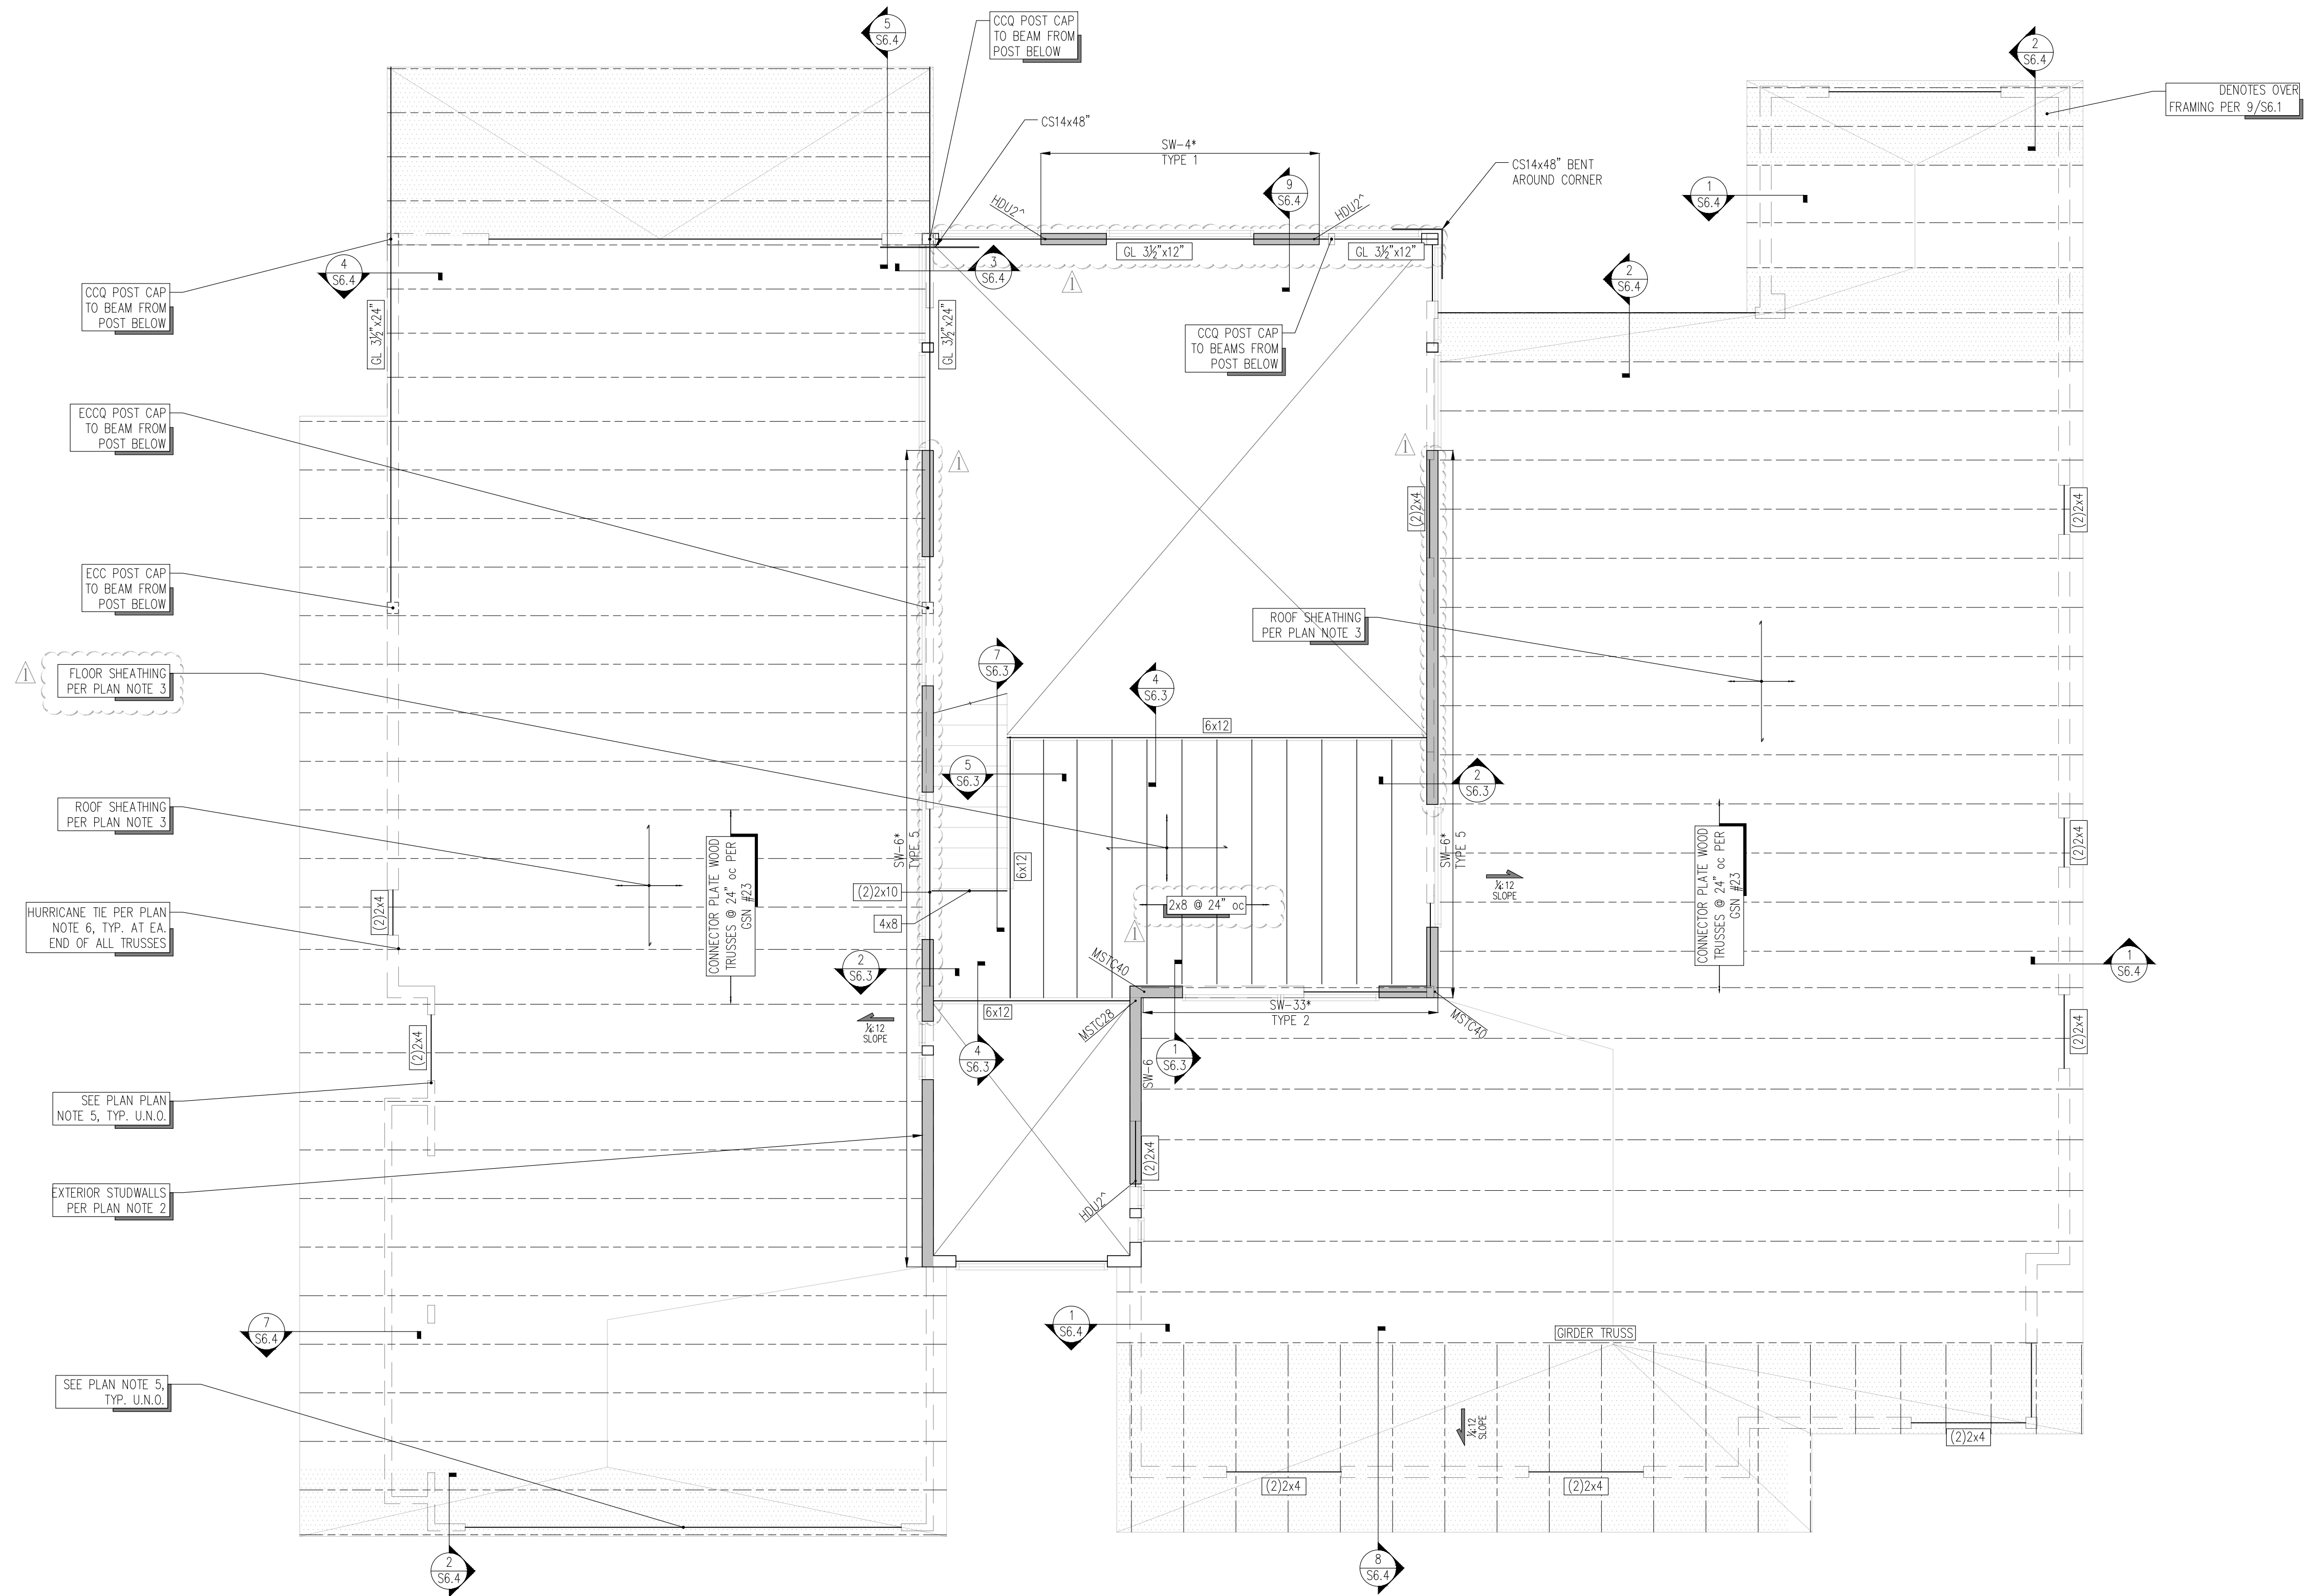 5
S6.4
CCQ POST CAP
TO BEAM FROM
POST BELOW
2
S6.4
DENOTES OVER
FRAMING PER 9/S6.1
CS14x48"
SW-4*
TYPE 1
CS14x48" BENT
AROUND CORNER
9
S6.4
1
S6.4
HDU2^
HDU2^
GL 3½"x12"
GL 3½"x12"
4
S6.4
3
S6.4
1
2
S6.4
CCQ POST CAP
TO BEAM FROM
POST BELOW
GL 3½"x24"
GL 3½"x24"
CCQ POST CAP
TO BEAMS FROM
POST BELOW
ECCQ POST CAP
TO BEAM FROM
POST BELOW
1
1
(2)2x4
(2)2x4
ECC POST CAP
TO BEAM FROM
POST BELOW
ROOF SHEATHING
PER PLAN NOTE 3
1
FLOOR SHEATHING
PER PLAN NOTE 3
7
S6.3
4
S6.3
6x12
5
S6.3
2
S6.3
ROOF SHEATHING
PER PLAN NOTE 3
CONNECTOR PLATE WOOD
TRUSSES @ 24" oc PER
GSN #23
SW-6*
TYPE 5
6x12
SW-6*
TYPE 5
CONNECTOR PLATE WOOD
TRUSSES @ 24" oc PER
GSN #23
(2)2x4
(2)2x10
4x8
2x8 @ 24" oc
1
¼:12
SLOPE
HURRICANE TIE PER PLAN
NOTE 6, TYP. AT EA.
END OF ALL TRUSSES
(2)2x4
2
S6.3
MSTC40
1
S6.4
6x12
SW-33*
TYPE 2
MSTC28
MSTC40
¼:12
SLOPE
(2)2x4
4
S6.3
1
S6.3
(2)2x4
SW-6
SEE PLAN PLAN
NOTE 5, TYP. U.N.O.
(2)2x4
EXTERIOR STUDWALLS
PER PLAN NOTE 2
HDU2^
7
S6.4
1
S6.4
GIRDER TRUSS
SEE PLAN NOTE 5,
TYP. U.N.O.
¼:12
SLOPE
(2)2x4
(2)2x4
(2)2x4
2
S6.4
8
S6.4